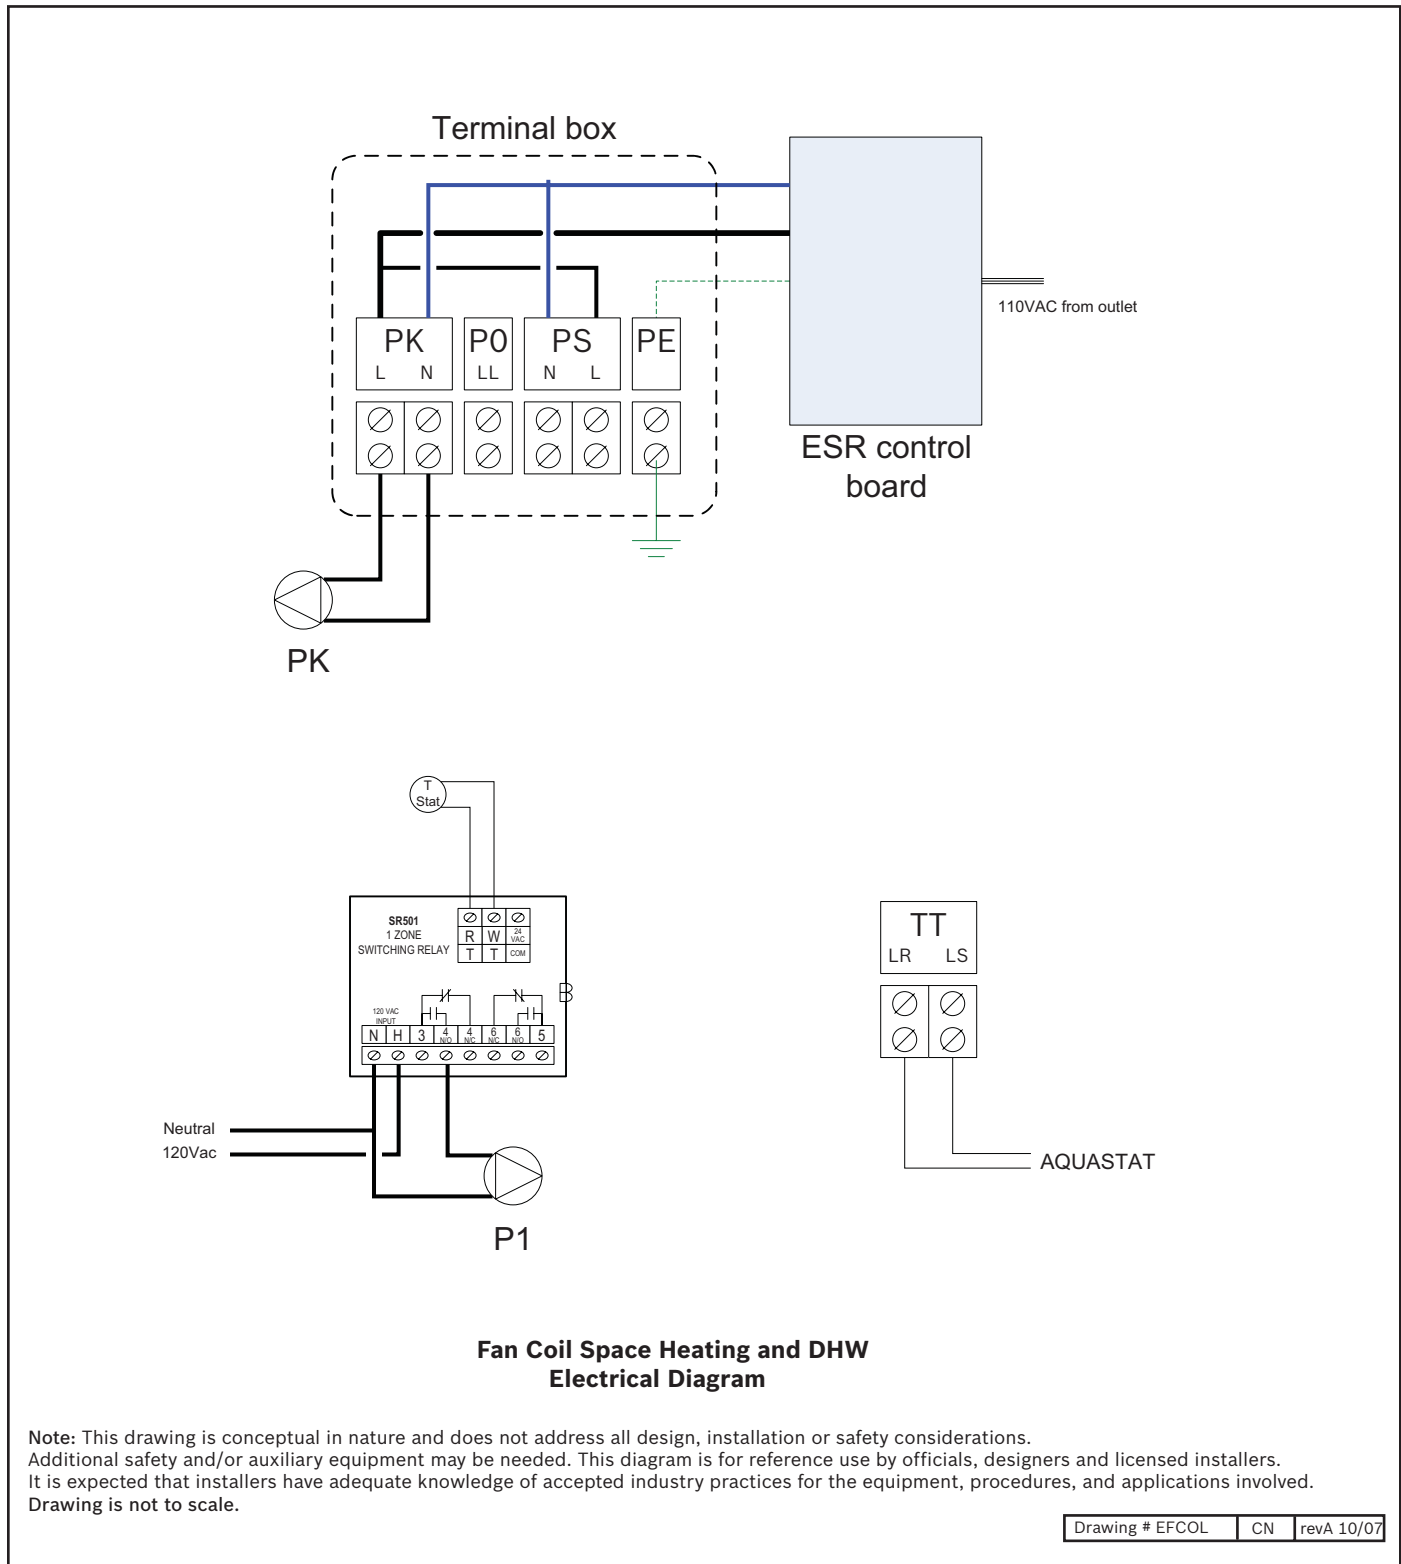 Terminal box
PK
L N
P0
LL
PS
N L
PE
110VAC from outlet
ESR control
board
PK
T
Stat
SR501
1 ZONE
SWITCHING RELAY
R W 24
VAC
T T COM
120 VAC
INPUT
N H 3 4 N/O 4 N/C 6 N/C 6 N/O 5
B
TT
LR LS
Neutral
120Vac
P1
AQUASTAT
Fan Coil Space Heating and DHW
Electrical Diagram
Note: This drawing is conceptual in nature and does not address all design, installation or safety considerations.
Additional safety and/or auxiliary equipment may be needed. This diagram is for reference use by officials, designers and licensed installers.
It is expected that installers have adequate knowledge of accepted industry practices for the equipment, procedures, and applications involved.
Drawing is not to scale.
Drawing # EFCOL CN revA 10/07